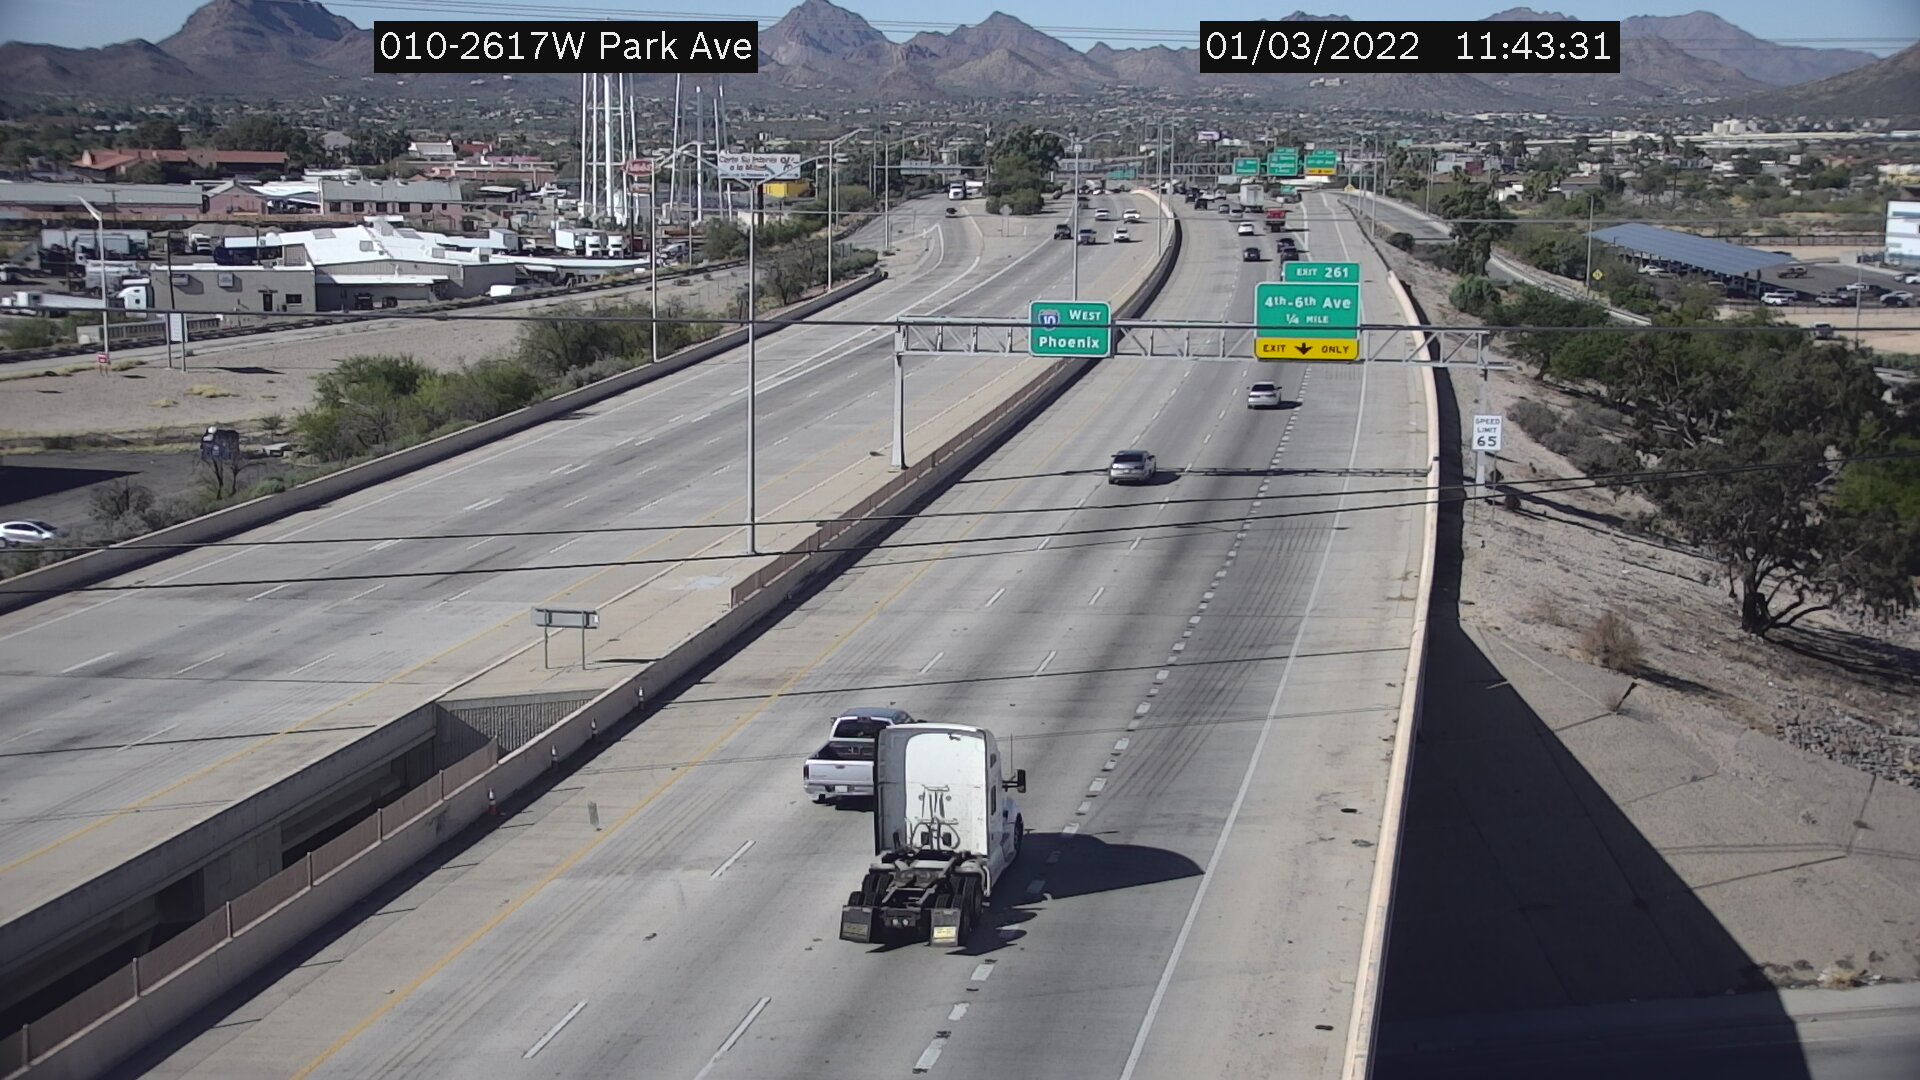 010-2617W Park Ave
01/03/2022 11:43:31
EXIT 261
10 WEST
Phoenix
4th-6th Ave
1/4 MILE
EXIT ONLY
SPEED
LIMIT
65